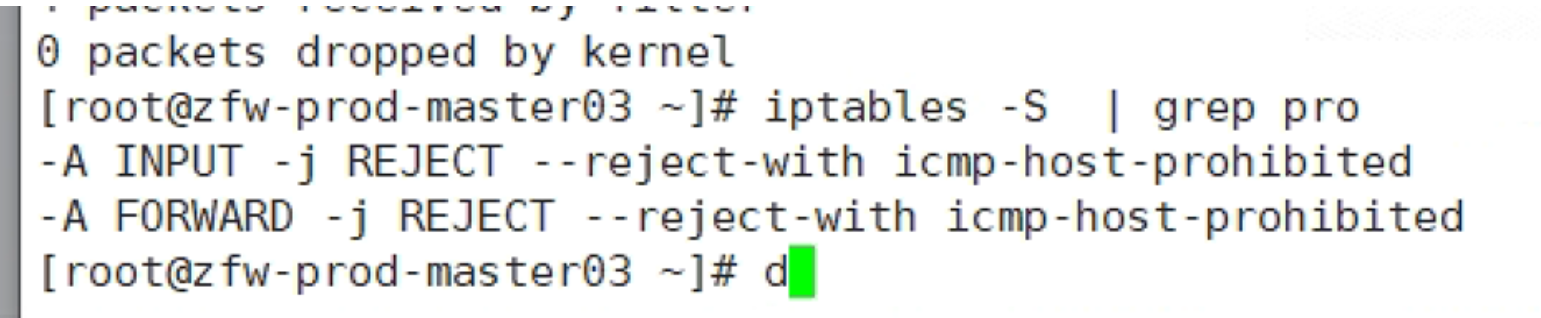 packets received by filter
0 packets dropped by kernel
[root@zfw-prod-master03 ~]# iptables -S  | grep pro
-A INPUT -j REJECT --reject-with icmp-host-prohibited
-A FORWARD -j REJECT --reject-with icmp-host-prohibited
[root@zfw-prod-master03 ~]# d